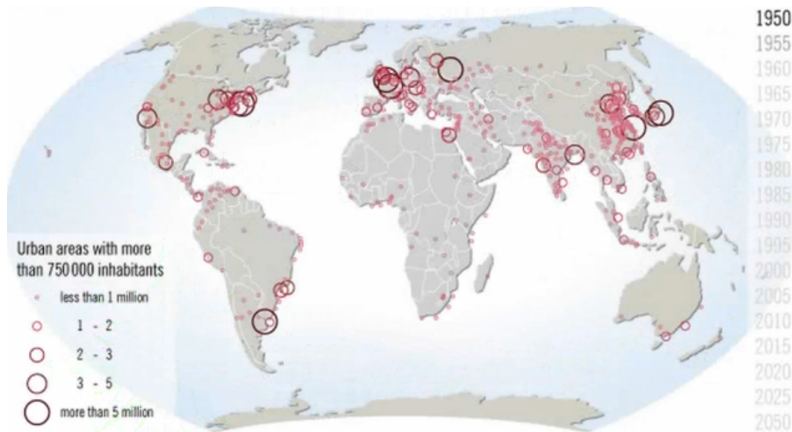 Urban areas with more
than 750 000 inhabitants
less than 1 million
1 - 2
2 - 3
3 - 5
more than 5 million
1950
1955
1960
1965
1970
1975
1980
1985
1990
1995
2000
2005
2010
2015
2020
2025
2050